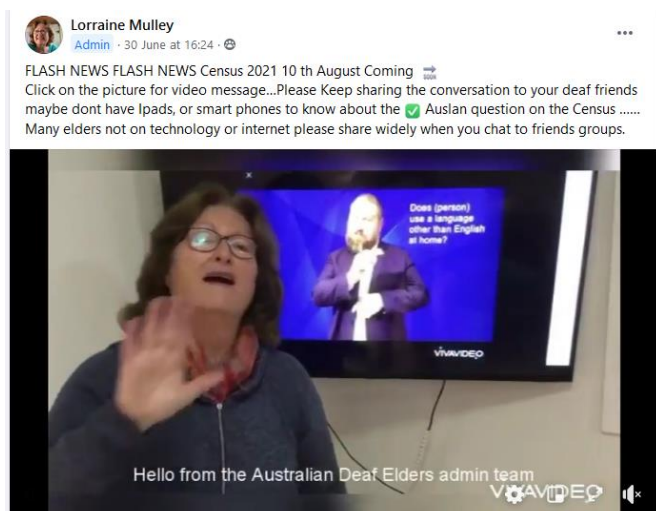 Lorraine Mulley
Admin · 30 June at 16:24 ·
FLASH NEWS FLASH NEWS Census 2021 10 th August Coming SOON
Click on the picture for video message...Please Keep sharing the conversation to your deaf friends
maybe dont have Ipads, or smart phones to know about the ✅ Auslan question on the Census ......
Many elders not on technology or internet please share widely when you chat to friends groups.
Does (person)
use a language
other than English
at home?
VIVAVIDEO
Hello from the Australian Deaf Elders admin team
VIVAVIDEO